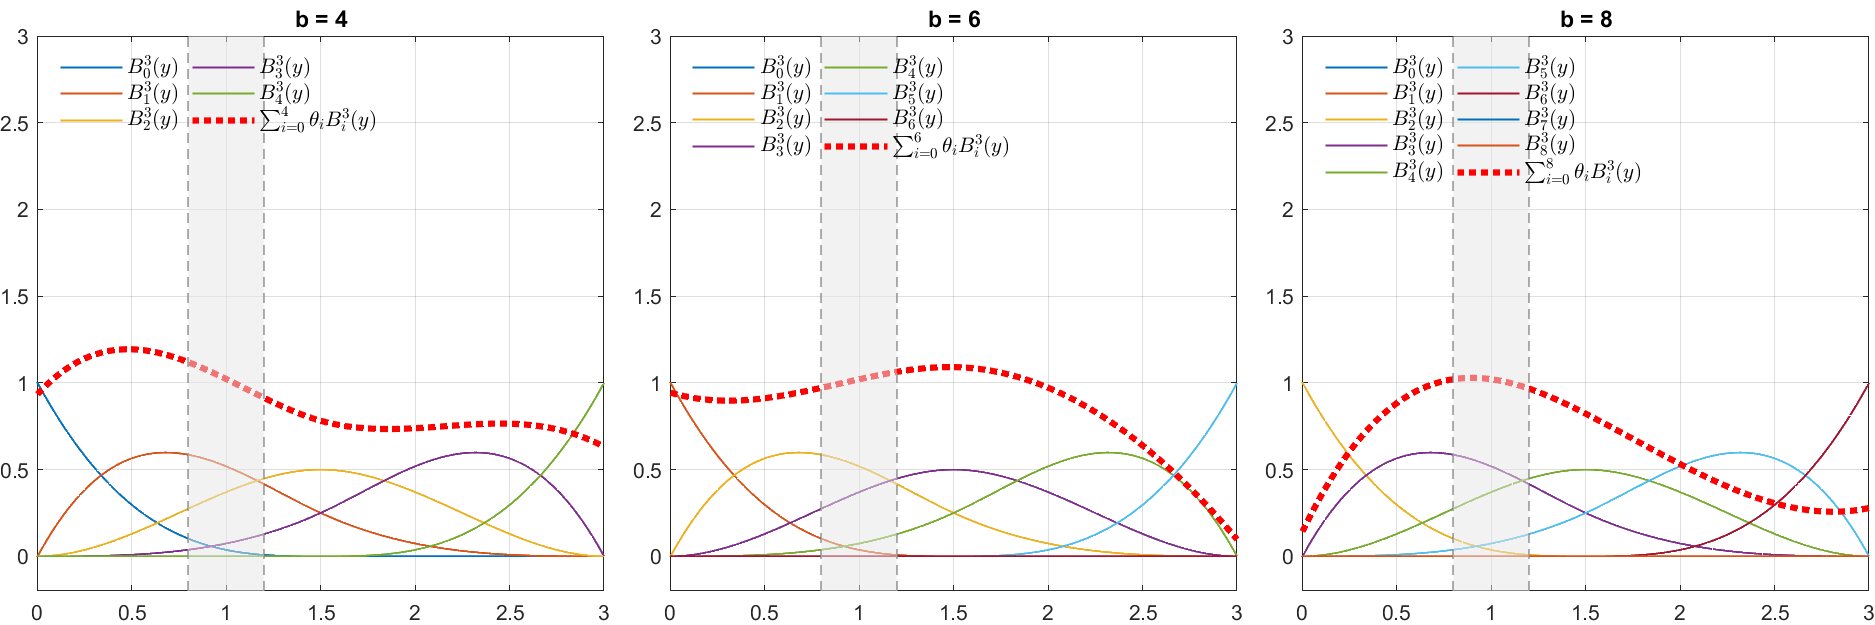 b = 4
3
2.5
2
1.5
1
0.5
0
0 0.5 1 1.5 2 2.5 3
B_0^3(y) B_3^3(y)
B_1^3(y) B_4^3(y)
B_2^3(y) ∑_{i=0}^4 θ_i B_i^3(y)
b = 6
3
2.5
2
1.5
1
0.5
0
0 0.5 1 1.5 2 2.5 3
B_0^3(y) B_4^3(y)
B_1^3(y) B_5^3(y)
B_2^3(y) B_6^3(y)
B_3^3(y) ∑_{i=0}^6 θ_i B_i^3(y)
b = 8
3
2.5
2
1.5
1
0.5
0
0 0.5 1 1.5 2 2.5 3
B_0^3(y) B_5^3(y)
B_1^3(y) B_6^3(y)
B_2^3(y) B_7^3(y)
B_3^3(y) B_8^3(y)
B_4^3(y) ∑_{i=0}^8 θ_i B_i^3(y)